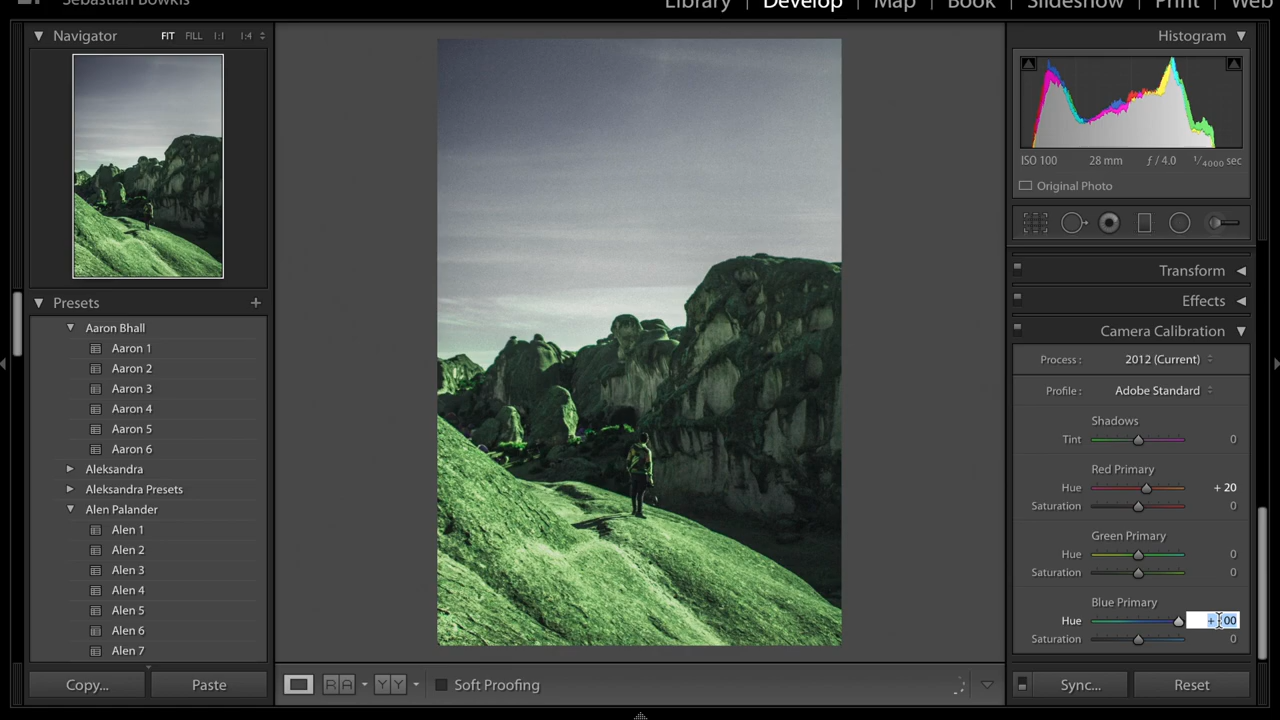 Sebastian Bowkis
Library | Develop | Map | Book | Slideshow | Print | Web
Navigator FIT FILL 1:1 1:4
Histogram
ISO 100 28 mm ƒ / 4.0 1/4000 sec
Original Photo
Transform
Effects
Camera Calibration
Process : 2012 (Current)
Profile : Adobe Standard
Shadows
Tint 0
Red Primary
Hue + 20
Saturation 0
Green Primary
Hue 0
Saturation 0
Blue Primary
Hue
Saturation 0
Presets +
Aaron Bhall
Aaron 1
Aaron 2
Aaron 3
Aaron 4
Aaron 5
Aaron 6
Aleksandra
Aleksandra Presets
Alen Palander
Alen 1
Alen 2
Alen 3
Alen 4
Alen 5
Alen 6
Alen 7
Copy... Paste
R A Y Y Soft Proofing
Sync... Reset